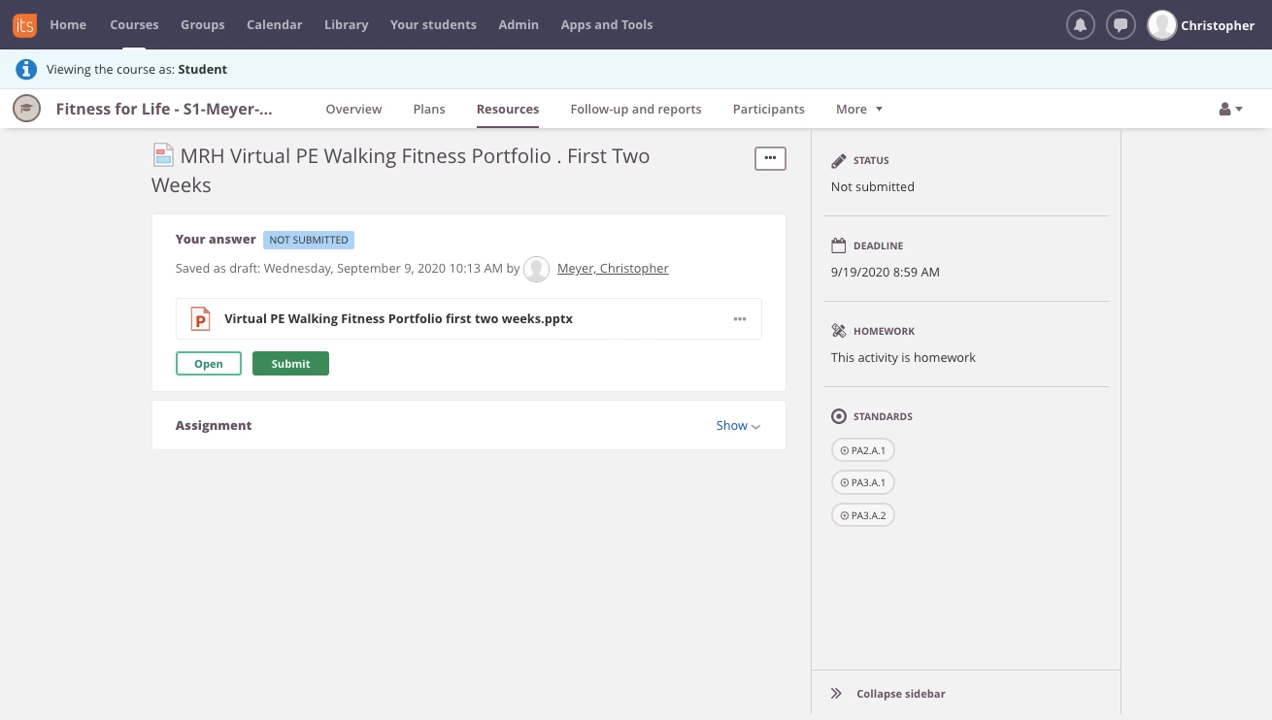 its Home Courses Groups Calendar Library Your students Admin Apps and Tools Christopher
Viewing the course as: Student
Fitness for Life - S1-Meyer-... Overview Plans Resources Follow-up and reports Participants More
MRH Virtual PE Walking Fitness Portfolio . First Two
Weeks
Your answer NOT SUBMITTED
Saved as draft: Wednesday, September 9, 2020 10:13 AM by Meyer, Christopher
P Virtual PE Walking Fitness Portfolio first two weeks.pptx
Open Submit
Assignment Show
STATUS
Not submitted
DEADLINE
9/19/2020 8:59 AM
HOMEWORK
This activity is homework
STANDARDS
PA2.A.1
PA3.A.1
PA3.A.2
Collapse sidebar